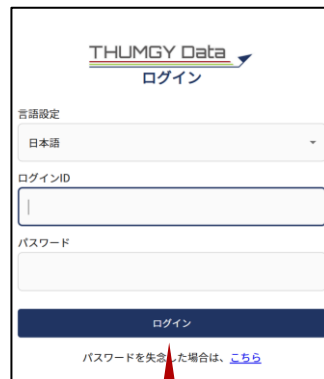 THUMGY Data
ログイン
言語設定
日本語
ログインID
パスワード
ログイン
パスワードを失念した場合は、こちら